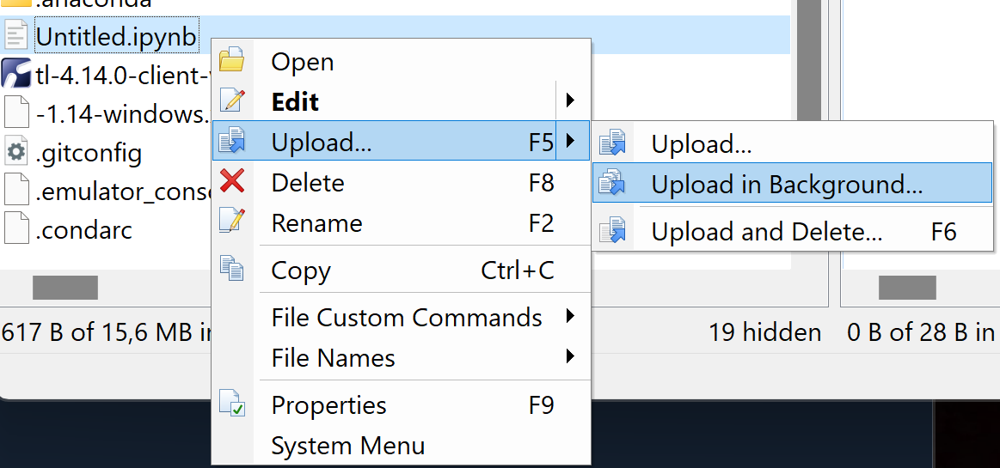 .anaconda
Untitled.ipynb
tl-4.14.0-client-
-1.14-windows.
.gitconfig
.emulator_conso
.condarc
617 B of 15,6 MB in
19 hidden
0 B of 28 B in
Open
Edit
Upload... F5
Delete F8
Rename F2
Copy Ctrl+C
File Custom Commands
File Names
Properties F9
System Menu
Upload...
Upload in Background...
Upload and Delete... F6